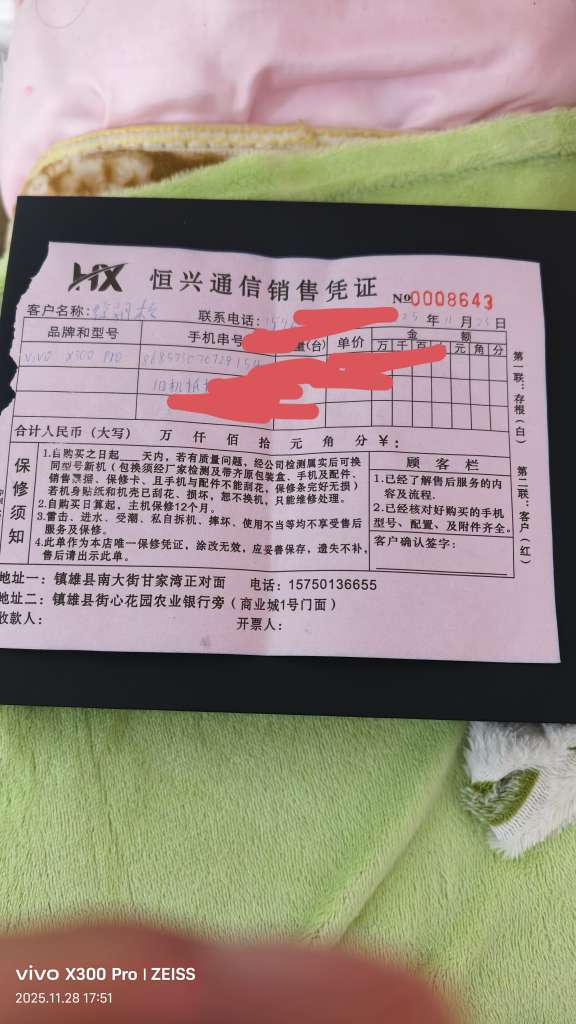 HX 恒兴通信销售凭证 №0008643
客户名称: 联系电话: 25 年 11 月 25 日
品牌和型号 手机串号 量(台) 单价 金额
万 千 百 元 角 分
vivo X300 Pro
旧机抵
合计人民币（大写） 万 仟 佰 拾 元 角 分 ￥:
保修须知
1.自购买之日起 天内，若有质量问题，经公司检测属实后可换
同型号新机（包换须经厂家检测及带齐原包装盒、手机及配件、
销售票据、保修卡、且手机与配件不能刮花，保修条完好无损）
若机身贴纸和机壳已刮花、损坏，恕不换机，只能维修处理。
2.自购买日算起，主机保修12个月。
3.雷击、进水、受潮、私自拆机、摔坏、使用不当等均不享受售后
服务及保修。
4.此单作为本店唯一保修凭证，涂改无效，应妥善保存，遗失不补，
售后请出示此单。
顾客栏
1.已经了解售后服务的内
容及流程.
2.已经核对好购买的手机
型号、配置、及附件齐全。
客户确认签字:
第一联：存根（白）
第二联：客户（红）
地址一：镇雄县南大街甘家湾正对面 电话：15750136655
地址二：镇雄县街心花园农业银行旁（商业城1号门面）
收款人： 开票人：
vivo X300 Pro | ZEISS
2025.11.28 17:51